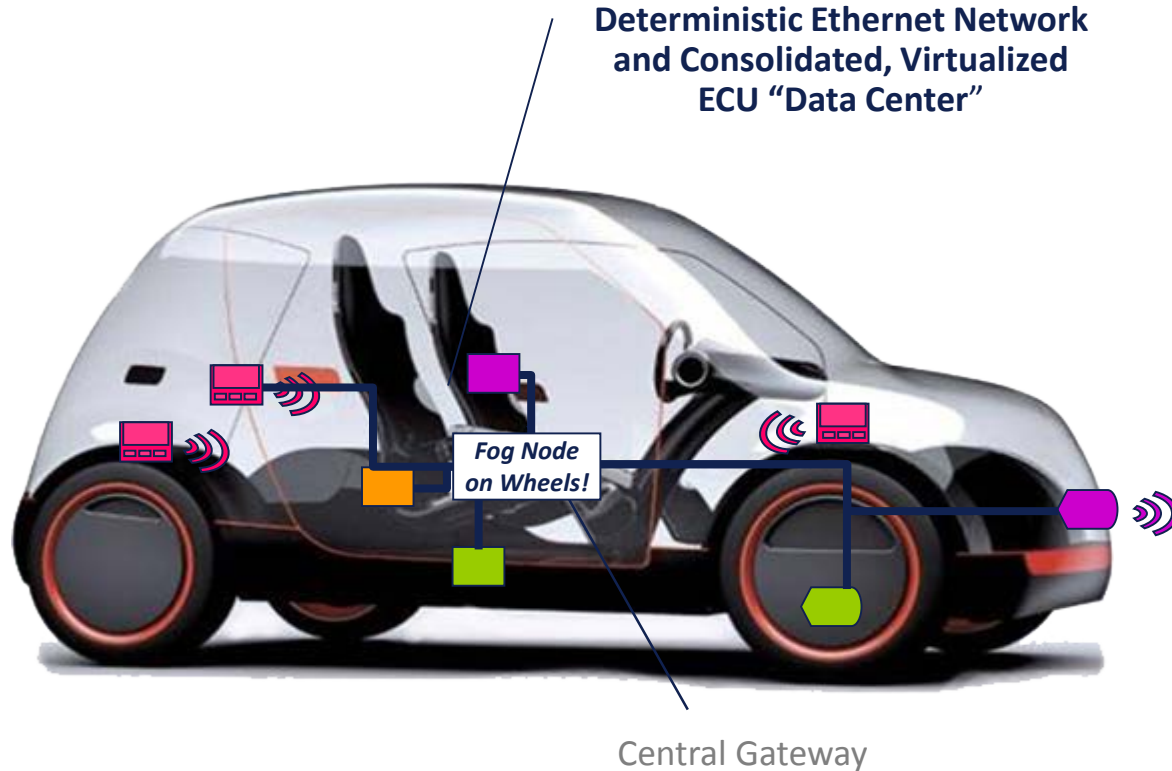 Deterministic Ethernet Network
and Consolidated, Virtualized
ECU “Data Center”
Fog Node
on Wheels!
Central Gateway